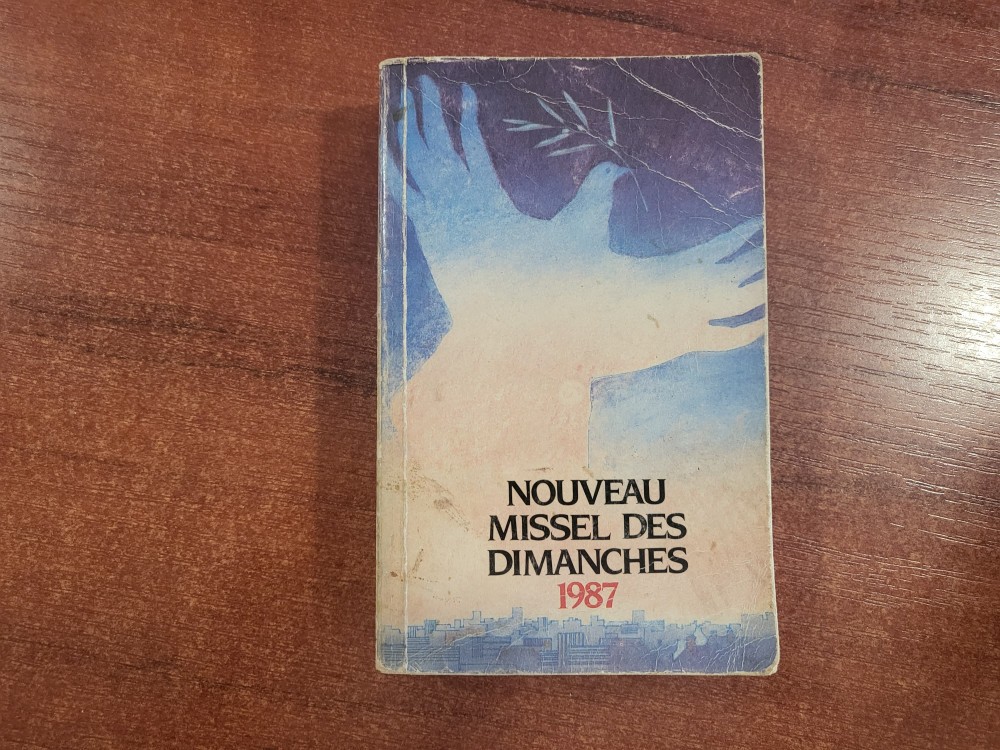 NOUVEAU
MISSEL DES
DIMANCHES
1987